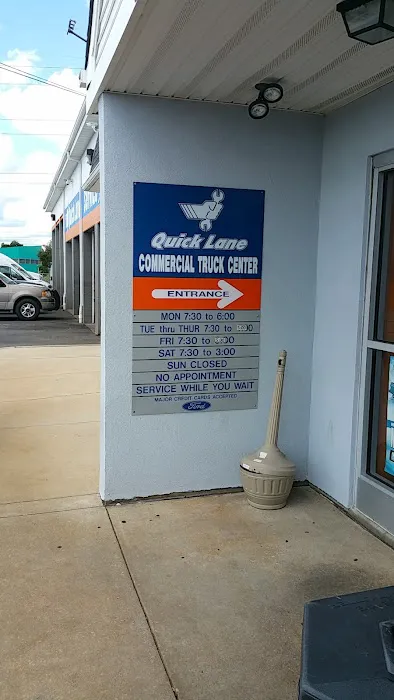 Quick Lane
COMMERCIAL TRUCK CENTER
ENTRANCE
MON 7:30 to 6:00
TUE thru THUR 7:30 to
FRI 7:30 to
SAT 7:30 to 3:00
SUN CLOSED
NO APPOINTMENT
SERVICE WHILE YOU WAIT
MAJOR CREDIT CARDS ACCEPTED
Ford